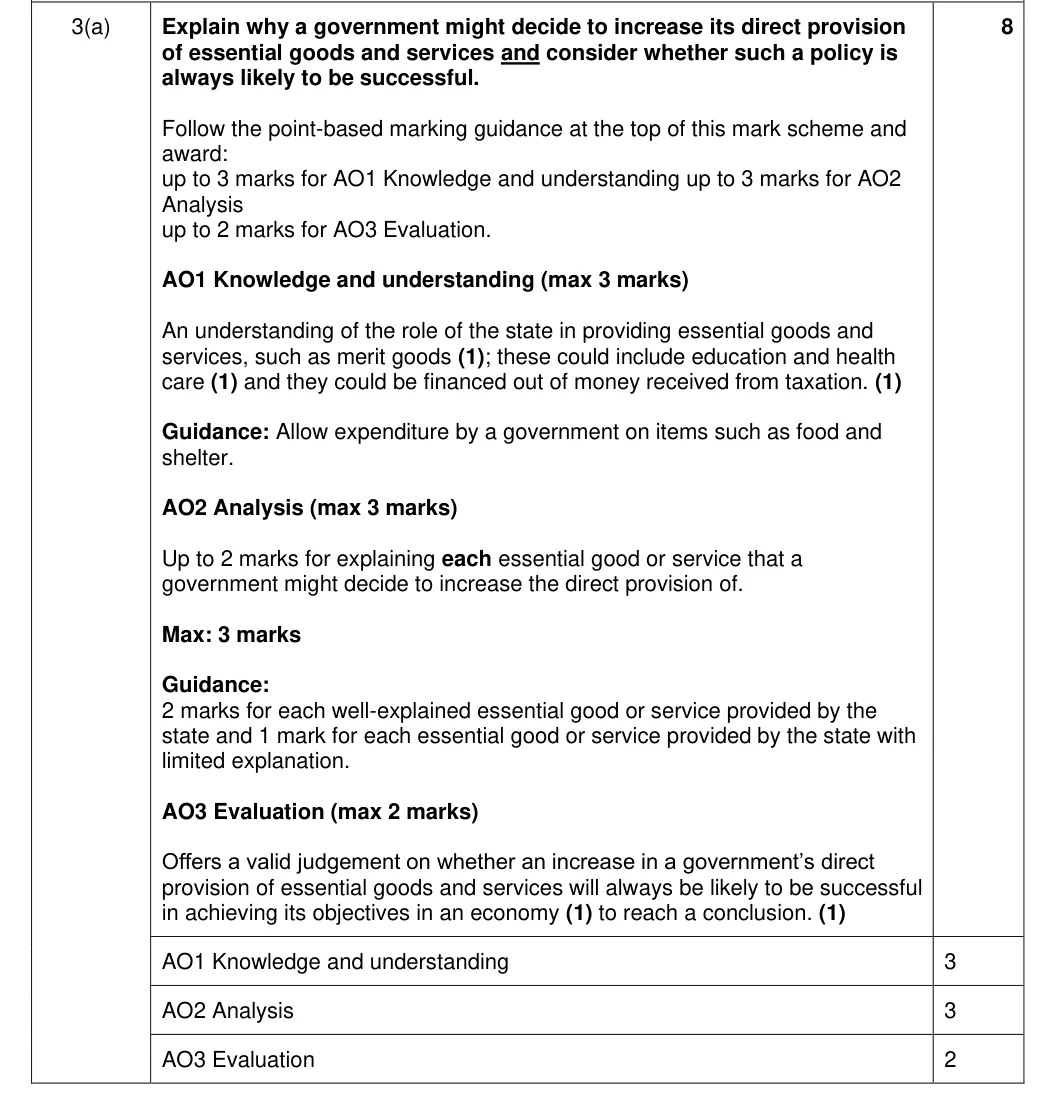 3(a)
Explain why a government might decide to increase its direct provision
of essential goods and services and consider whether such a policy is
always likely to be successful.
8
Follow the point-based marking guidance at the top of this mark scheme and
award:
up to 3 marks for AO1 Knowledge and understanding up to 3 marks for AO2
Analysis
up to 2 marks for AO3 Evaluation.
AO1 Knowledge and understanding (max 3 marks)
An understanding of the role of the state in providing essential goods and
services, such as merit goods (1); these could include education and health
care (1) and they could be financed out of money received from taxation. (1)
Guidance: Allow expenditure by a government on items such as food and
shelter.
AO2 Analysis (max 3 marks)
Up to 2 marks for explaining each essential good or service that a
government might decide to increase the direct provision of.
Max: 3 marks
Guidance:
2 marks for each well-explained essential good or service provided by the
state and 1 mark for each essential good or service provided by the state with
limited explanation.
AO3 Evaluation (max 2 marks)
Offers a valid judgement on whether an increase in a government’s direct
provision of essential goods and services will always be likely to be successful
in achieving its objectives in an economy (1) to reach a conclusion. (1)
AO1 Knowledge and understanding 3
AO2 Analysis 3
AO3 Evaluation 2